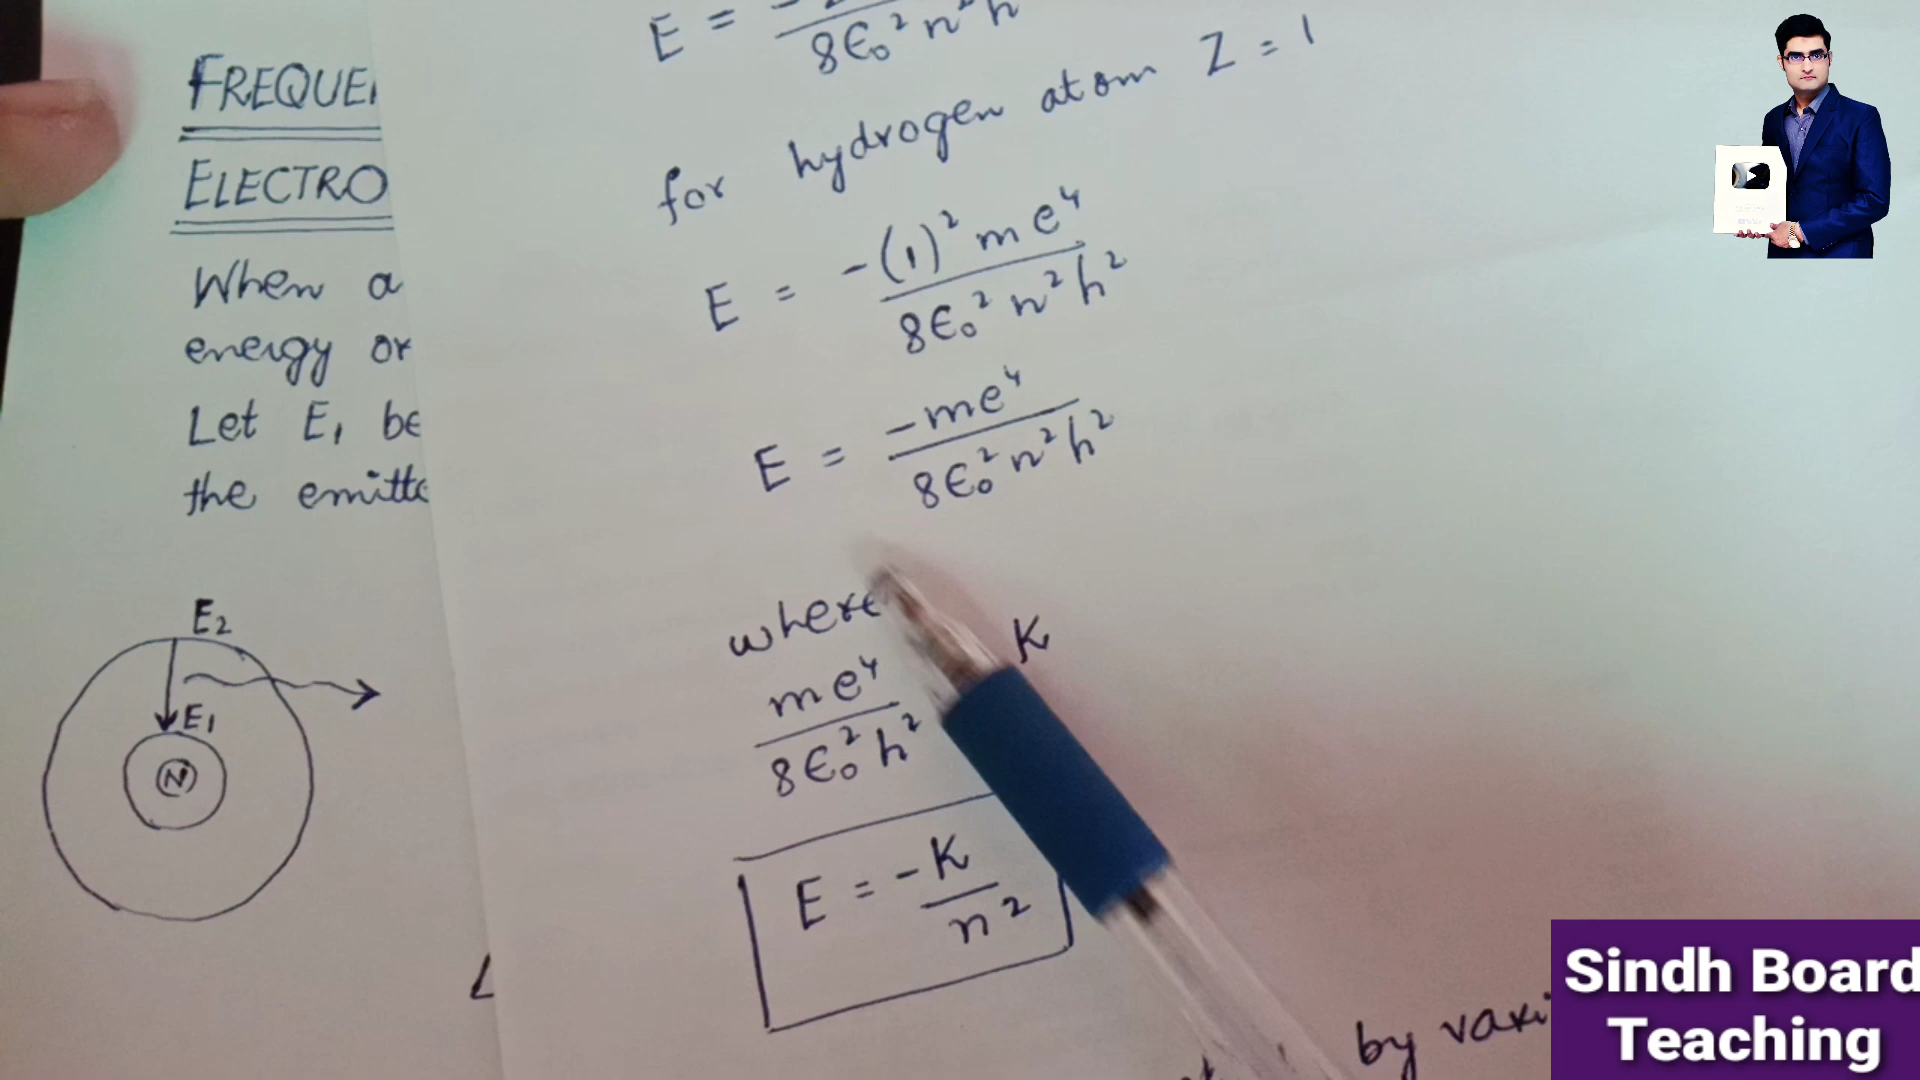 FREQUE
ELECTRO
When a
energy or
Let E₁ be
the emitt
E₂
E₁
N
E = 8ϵ₀² n² h
for hydrogen atom Z = 1
E = -(1)² m e⁴ / 8ϵ₀² n² h²
E = -me⁴ / 8ϵ₀² n² h²
where
m e⁴ / 8ϵ₀² h² K
E = -K / n²
by vari
Sindh Board
Teaching